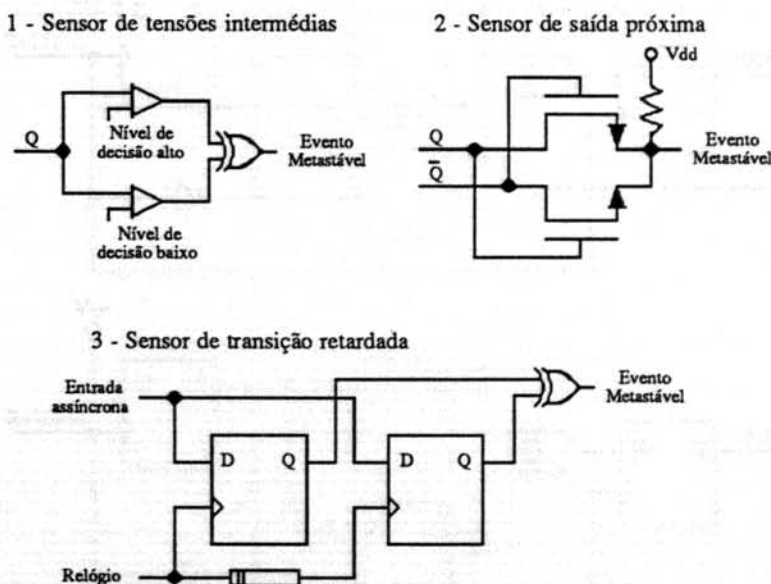 1 - Sensor de tensões intermédias
2 - Sensor de saída próxima
Vdd
Q
Nível de
decisão alto
Nível de
decisão baixo
Evento
Metastável
Q
Q̅
Evento
Metastável
3 - Sensor de transição retardada
Entrada
assíncrona
D Q
D Q
Evento
Metastável
Relógio